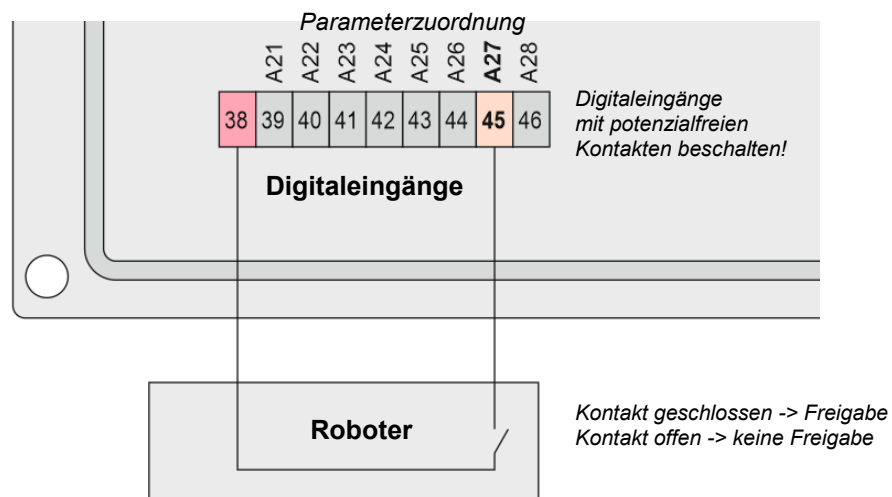 Parameterzuordnung
A21 A22 A23 A24 A25 A26 A27 A28
38 39 40 41 42 43 44 45 46
Digitaleingänge
mit potenzialfreien
Kontakten beschalten!
Digitaleingänge
Roboter
Kontakt geschlossen -> Freigabe
Kontakt offen -> keine Freigabe